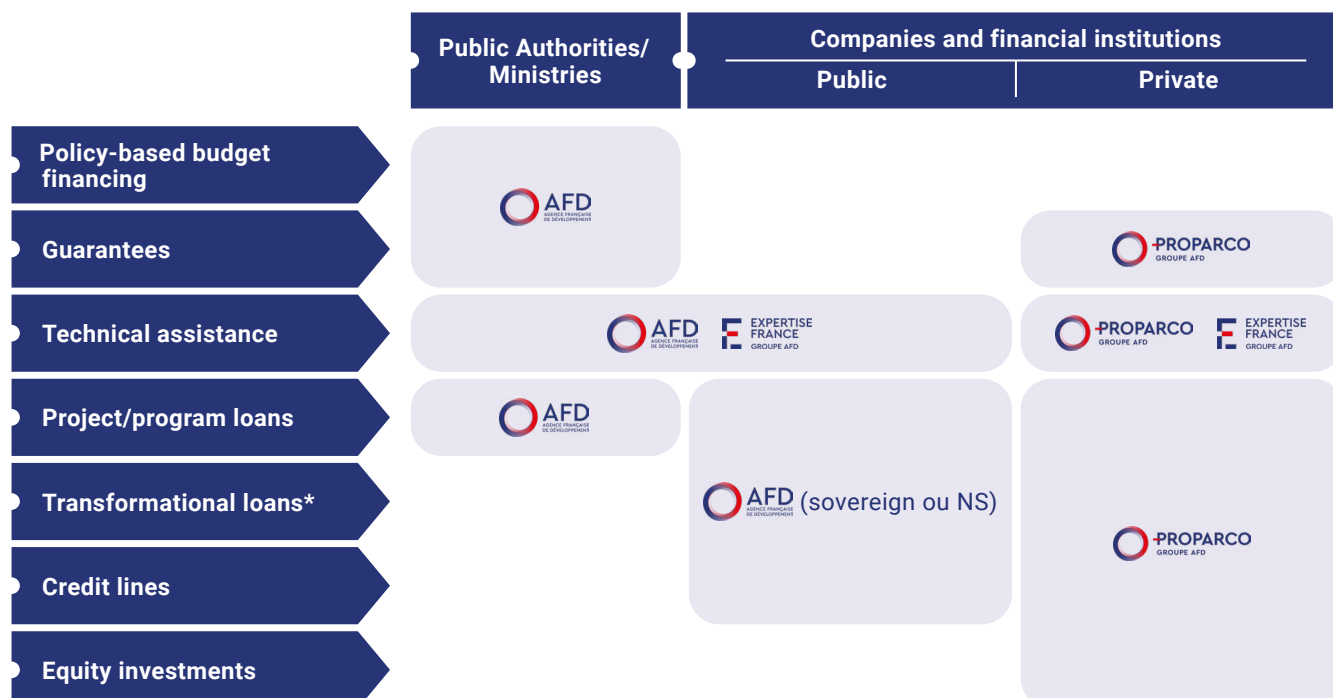 Public Authorities/
Ministries
Companies and financial institutions
Public
Private
Policy-based budget
financing
AFD
AGENCE FRANÇAISE
DE DÉVELOPPEMENT
Guarantees
PROPARCO
GROUPE AFD
Technical assistance
AFD
AGENCE FRANÇAISE
DE DÉVELOPPEMENT
EXPERTISE
FRANCE
GROUPE AFD
PROPARCO
GROUPE AFD
EXPERTISE
FRANCE
GROUPE AFD
Project/program loans
AFD
AGENCE FRANÇAISE
DE DÉVELOPPEMENT
Transformational loans*
AFD (sovereign ou NS)
AGENCE FRANÇAISE
DE DÉVELOPPEMENT
PROPARCO
GROUPE AFD
Credit lines
Equity investments